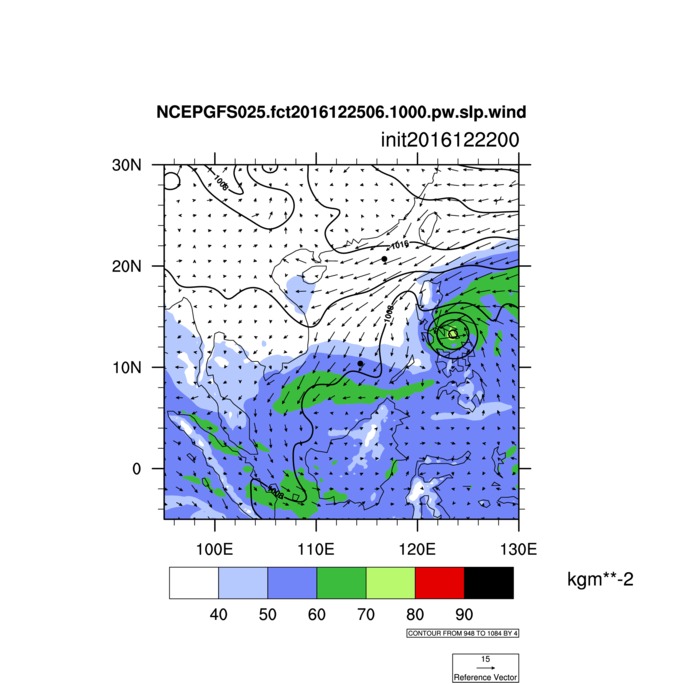 NCEPGFS025.fct2016122506.1000.pw.slp.wind
init2016122200
30N
1008
1016
20N
1008
10N
0
1008
100E 110E 120E 130E
kgm**-2
40 50 60 70 80 90
CONTOUR FROM 948 TO 1084 BY 4
15
Reference Vector